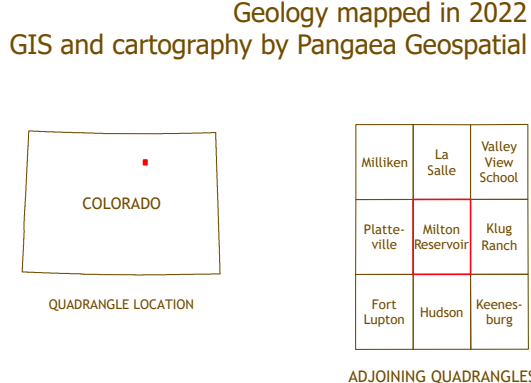 Geology mapped in 2022
GIS and cartography by Pangaea Geospatial
COLORADO
QUADRANGLE LOCATION
Milliken
La
Salle
Valley
View
School
Platte-
ville
Milton
Reservoir
Klug
Ranch
Fort
Lupton
Hudson
Keenes-
burg
ADJOINING QUADRANGLES